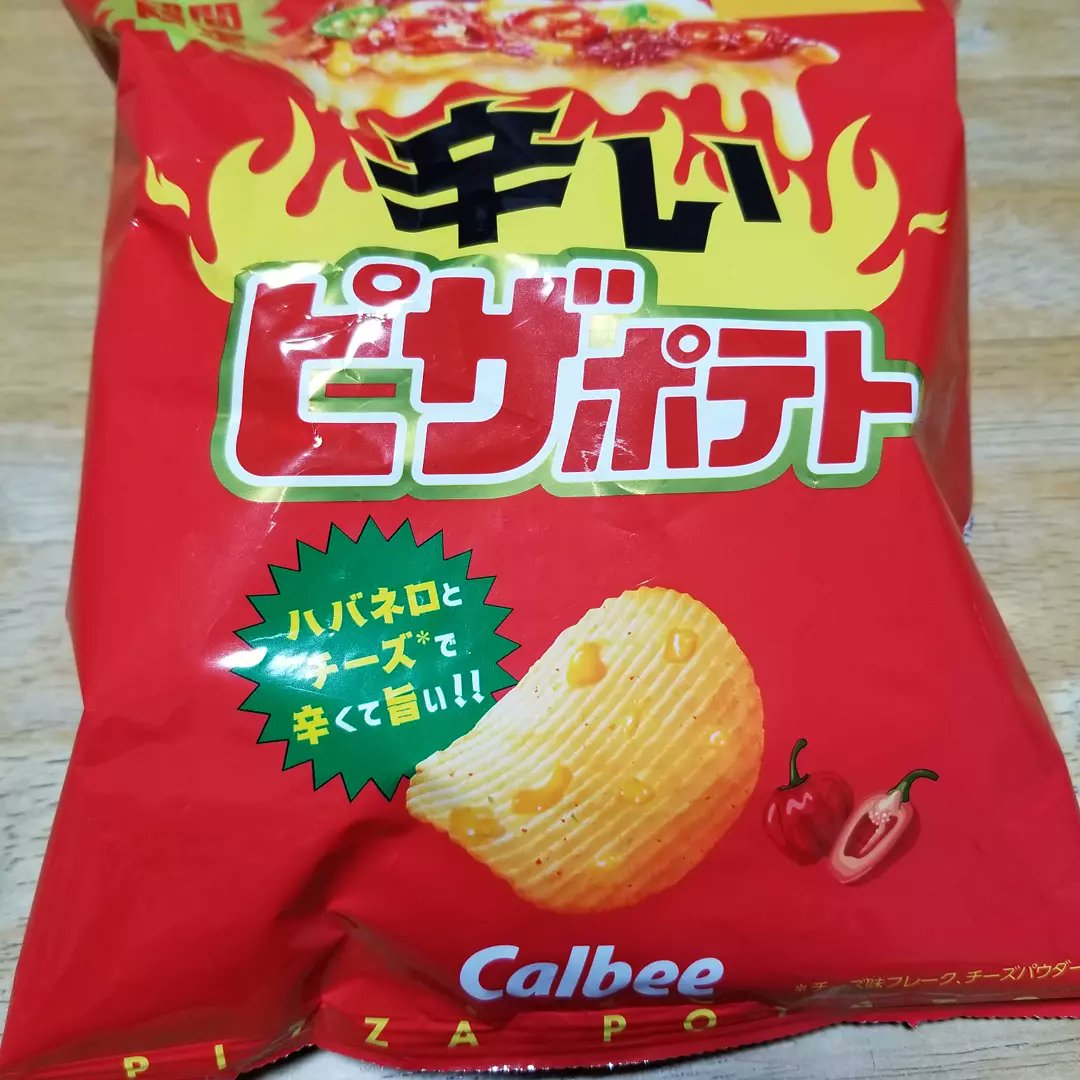 辛い
ピザポテト
ハバネロと
チーズ*で
辛くて旨い!!
Calbee
*チーズ味フレーク、チーズパウダー
PIZZA POTATO